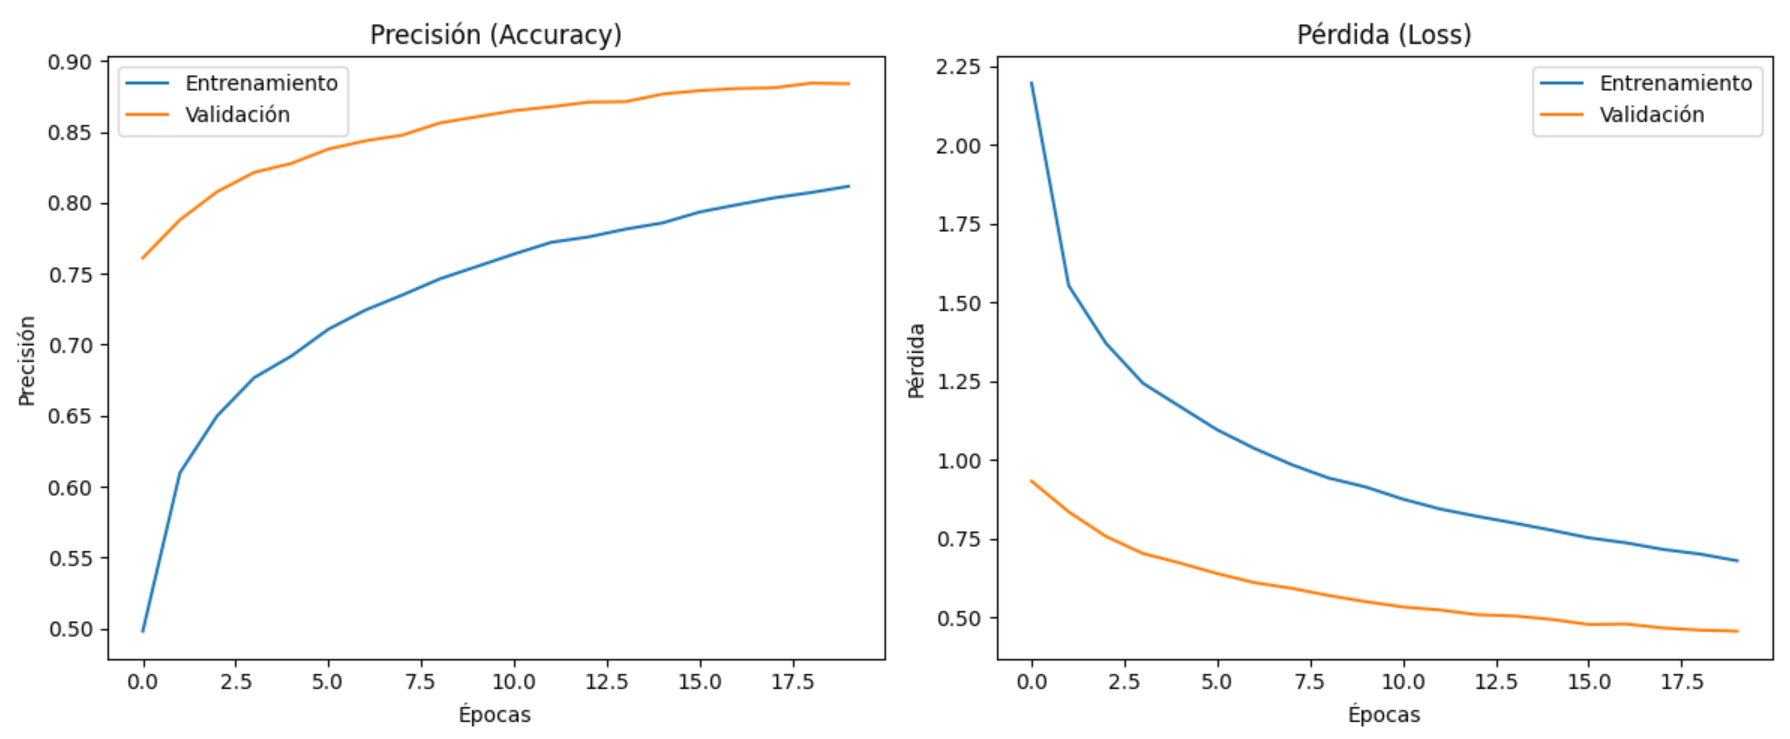 Precisión (Accuracy)
Entrenamiento
Validación
0.90
0.85
0.80
0.75
0.70
0.65
0.60
0.55
0.50
Precisión
0.0 2.5 5.0 7.5 10.0 12.5 15.0 17.5
Épocas
Pérdida (Loss)
Entrenamiento
Validación
2.25
2.00
1.75
1.50
1.25
1.00
0.75
0.50
Pérdida
0.0 2.5 5.0 7.5 10.0 12.5 15.0 17.5
Épocas